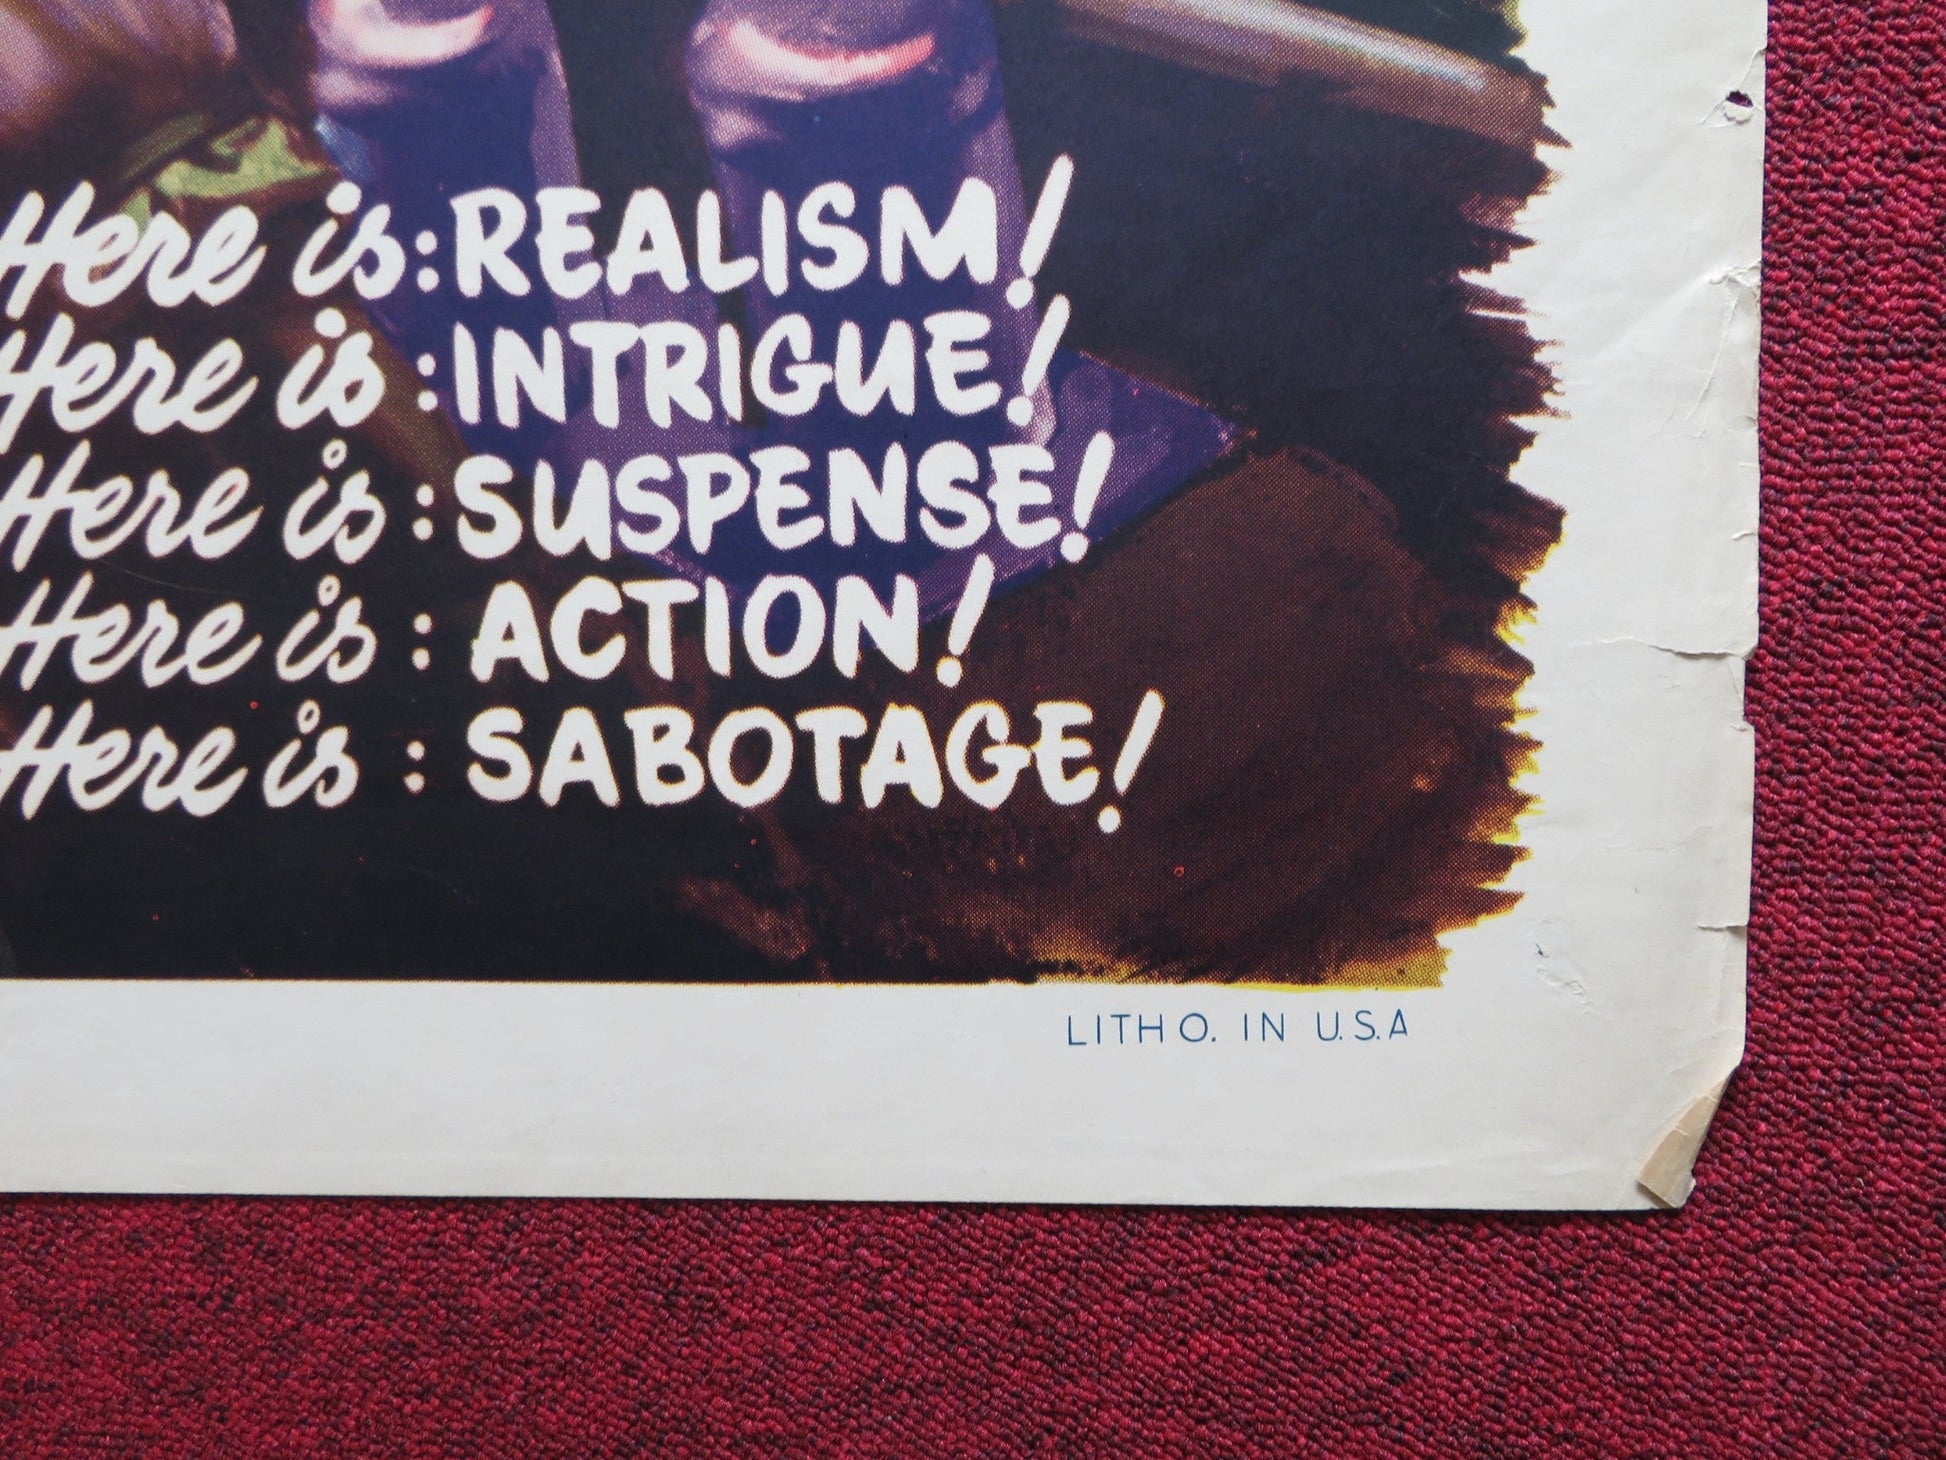 Here is: REALISM!
Here is: INTRIGUE!
Here is: SUSPENSE!
Here is: ACTION!
Here is: SABOTAGE!
LITHO. IN U.S.A